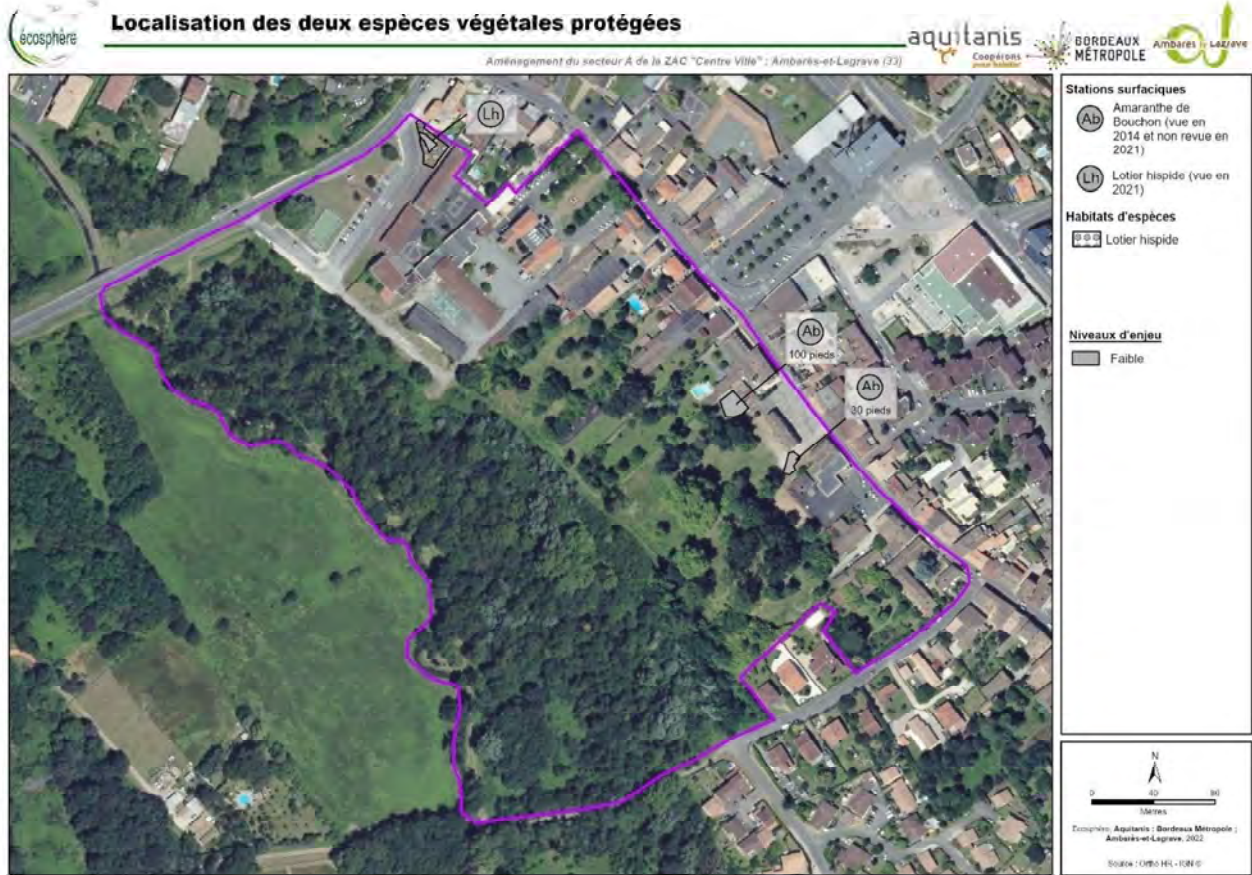 écosphère
Localisation des deux espèces végétales protégées
Aménagement du secteur A de la ZAC "Centre Ville" : Ambarès-et-Lagrave (33)
aquitanis
Coopérons
pour habiter
BORDEAUX
MÉTROPOLE
Ambarès & Lagrave
Lh
Ab
100 pieds
Ab
30 pieds
Stations surfaciques
Ab
Amaranthe de
Bouchon (vue en
2014 et non revue en
2021)
Lh
Lotier hispide (vue en
2021)
Habitats d'espèces
Lotier hispide
Niveaux d'enjeu
Faible
N
0 40 80
Mètres
Ecosphère, Aquitanis ; Bordeaux Métropole ;
Ambarès-et-Lagrave, 2022
Source : Ortho HR - IGN ©